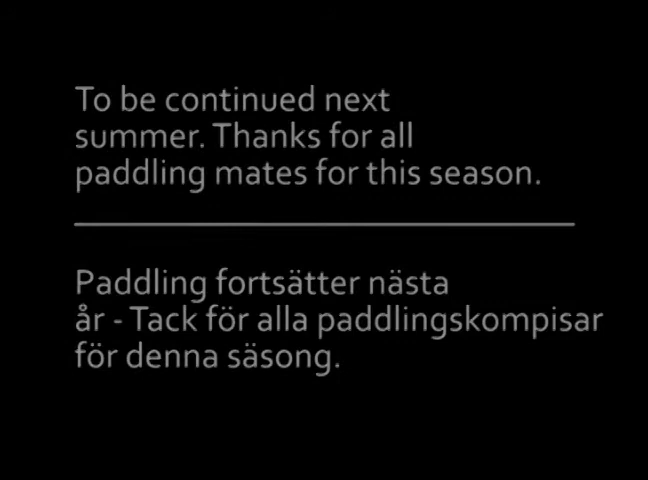 To be continued next
summer. Thanks for all
paddling mates for this season.
Paddling fortsätter nästa
år - Tack för alla paddlingskompisar
för denna säsong.